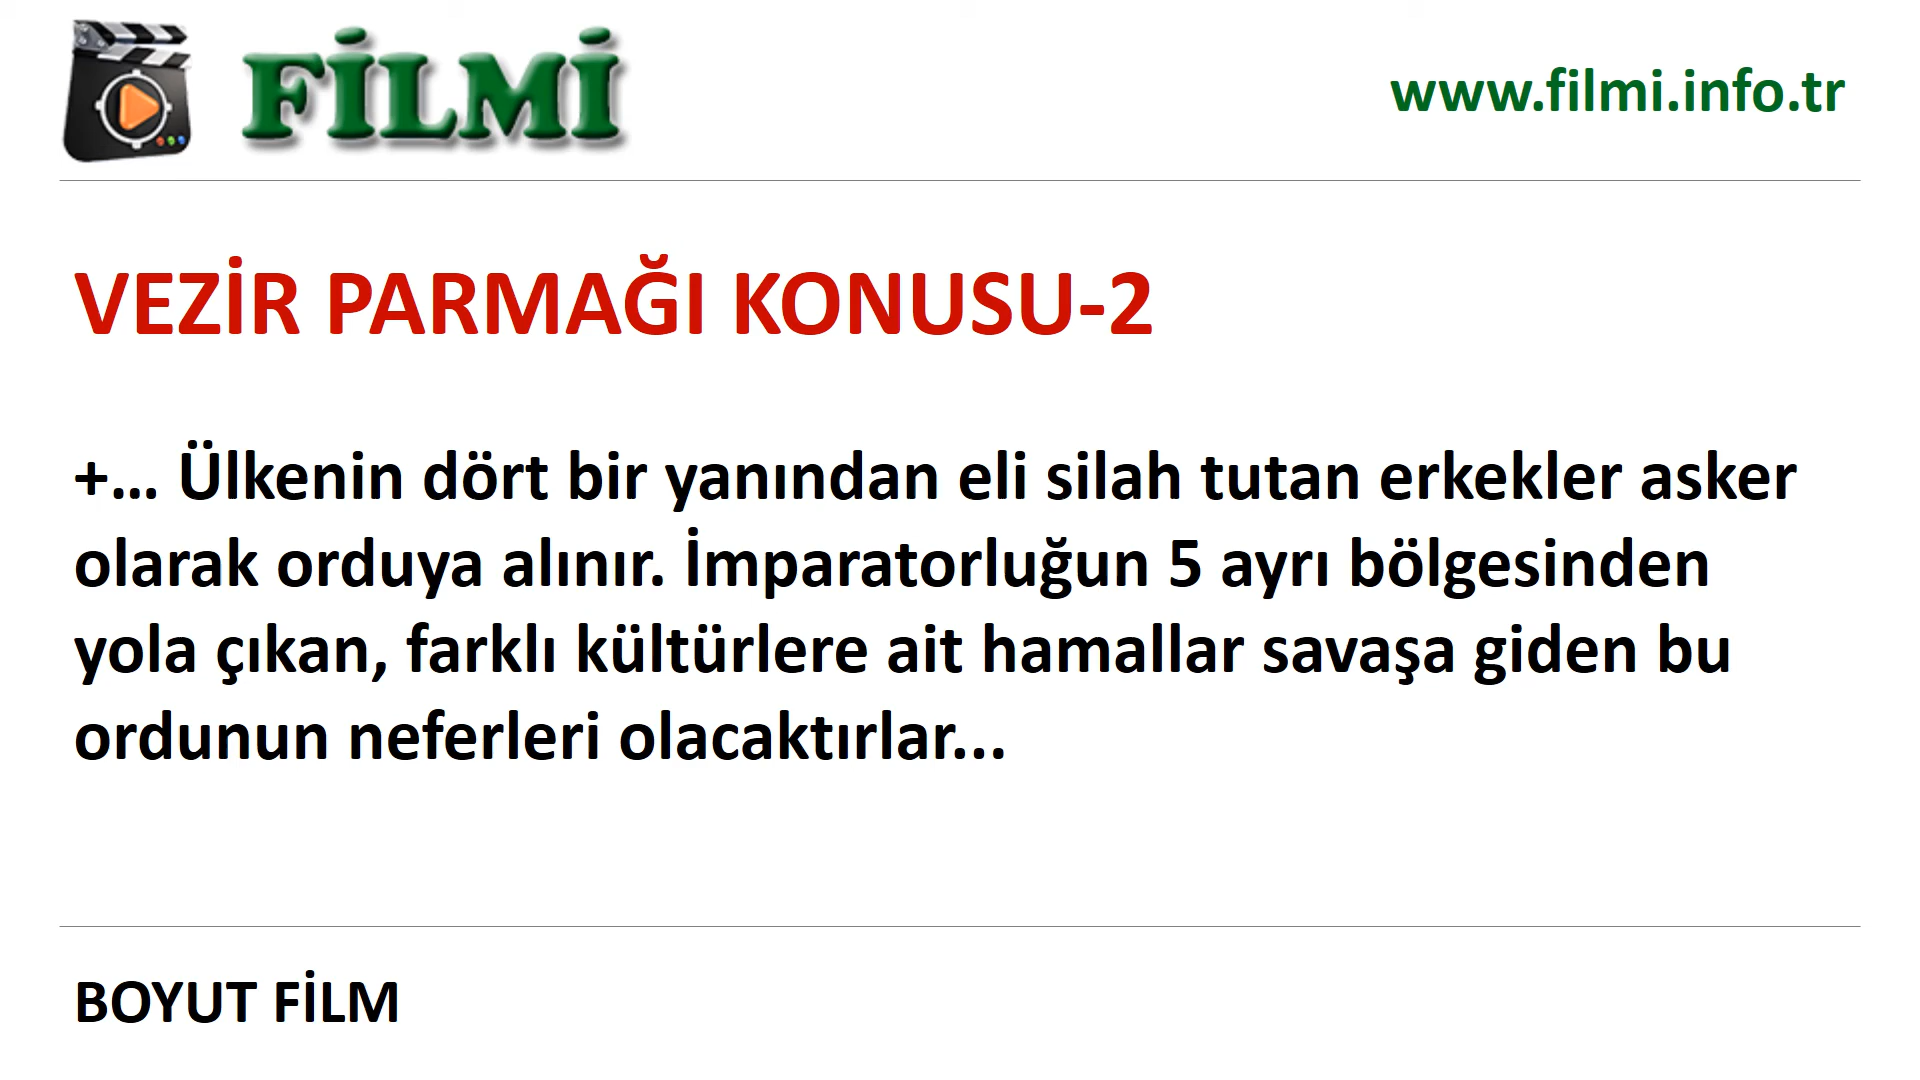 FİLMİ
www.filmi.info.tr
VEZİR PARMAĞI KONUSU-2
+... Ülkenin dört bir yanından eli silah tutan erkekler asker
olarak orduya alınır. İmparatorluğun 5 ayrı bölgesinden
yola çıkan, farklı kültürlere ait hamallar savaşa giden bu
ordunun neferleri olacaktırlar...
BOYUT FİLM